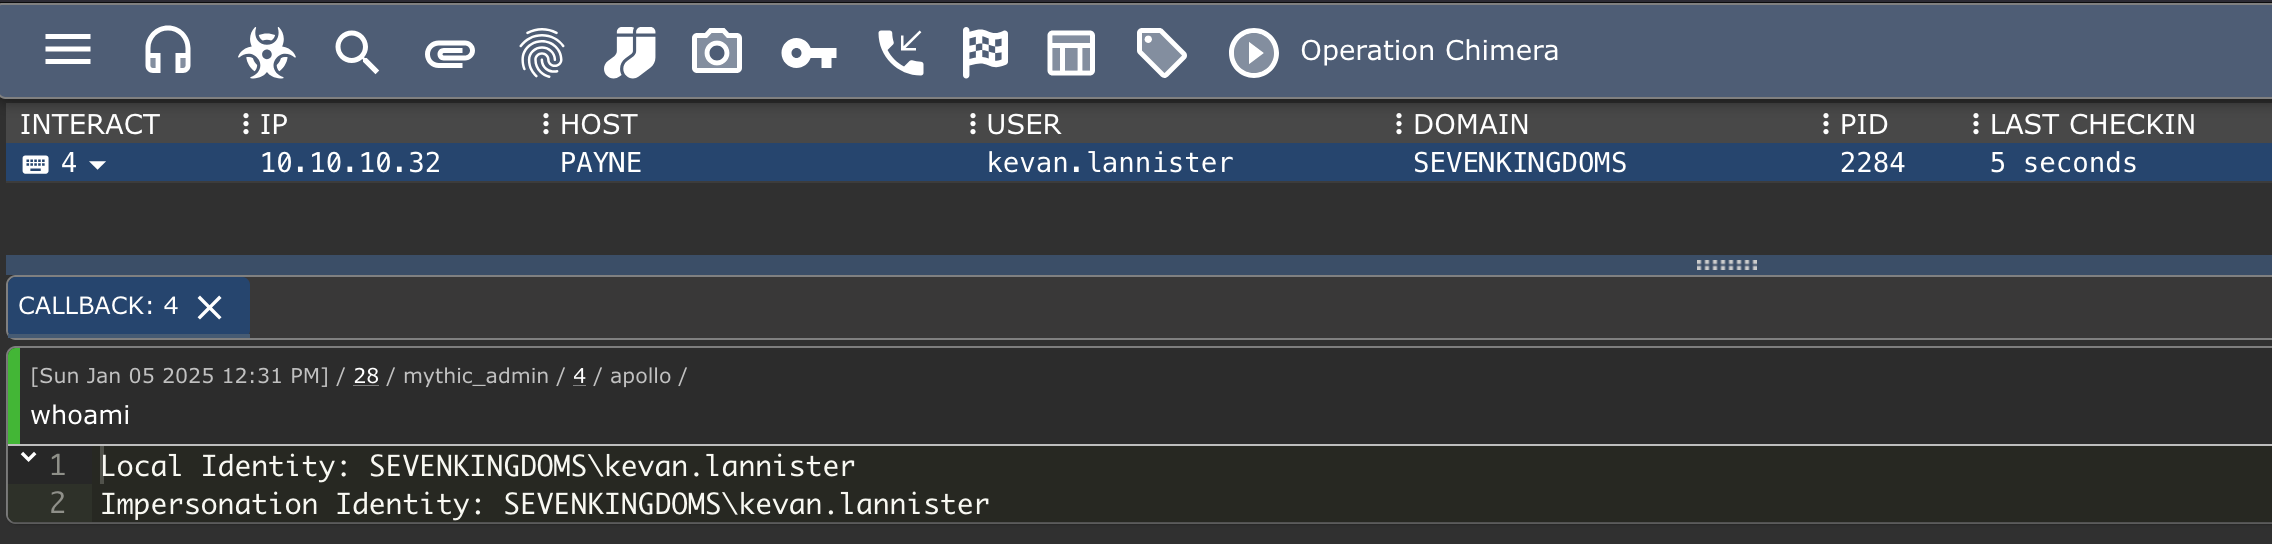 Operation Chimera
INTERACT IP HOST USER DOMAIN PID LAST CHECKIN
4 10.10.10.32 PAYNE kevan.lannister SEVENKINGDOMS 2284 5 seconds
CALLBACK: 4
[Sun Jan 05 2025 12:31 PM] / 28 / mythic_admin / 4 / apollo /
whoami
1 Local Identity: SEVENKINGDOMS\kevan.lannister
2 Impersonation Identity: SEVENKINGDOMS\kevan.lannister